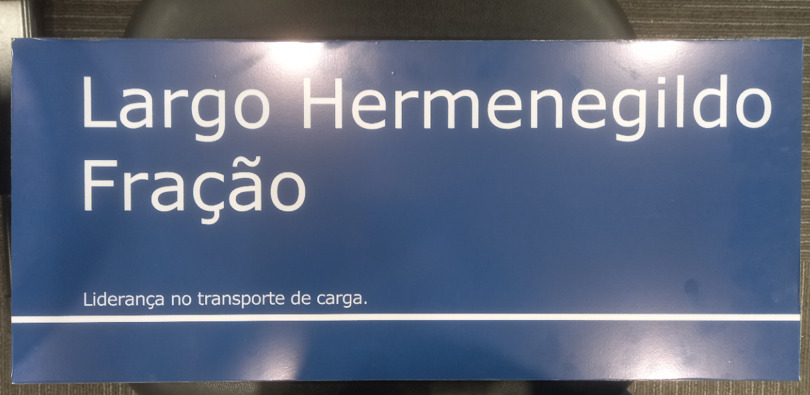 Largo Hermenegildo
Fração
Liderança no transporte de carga.